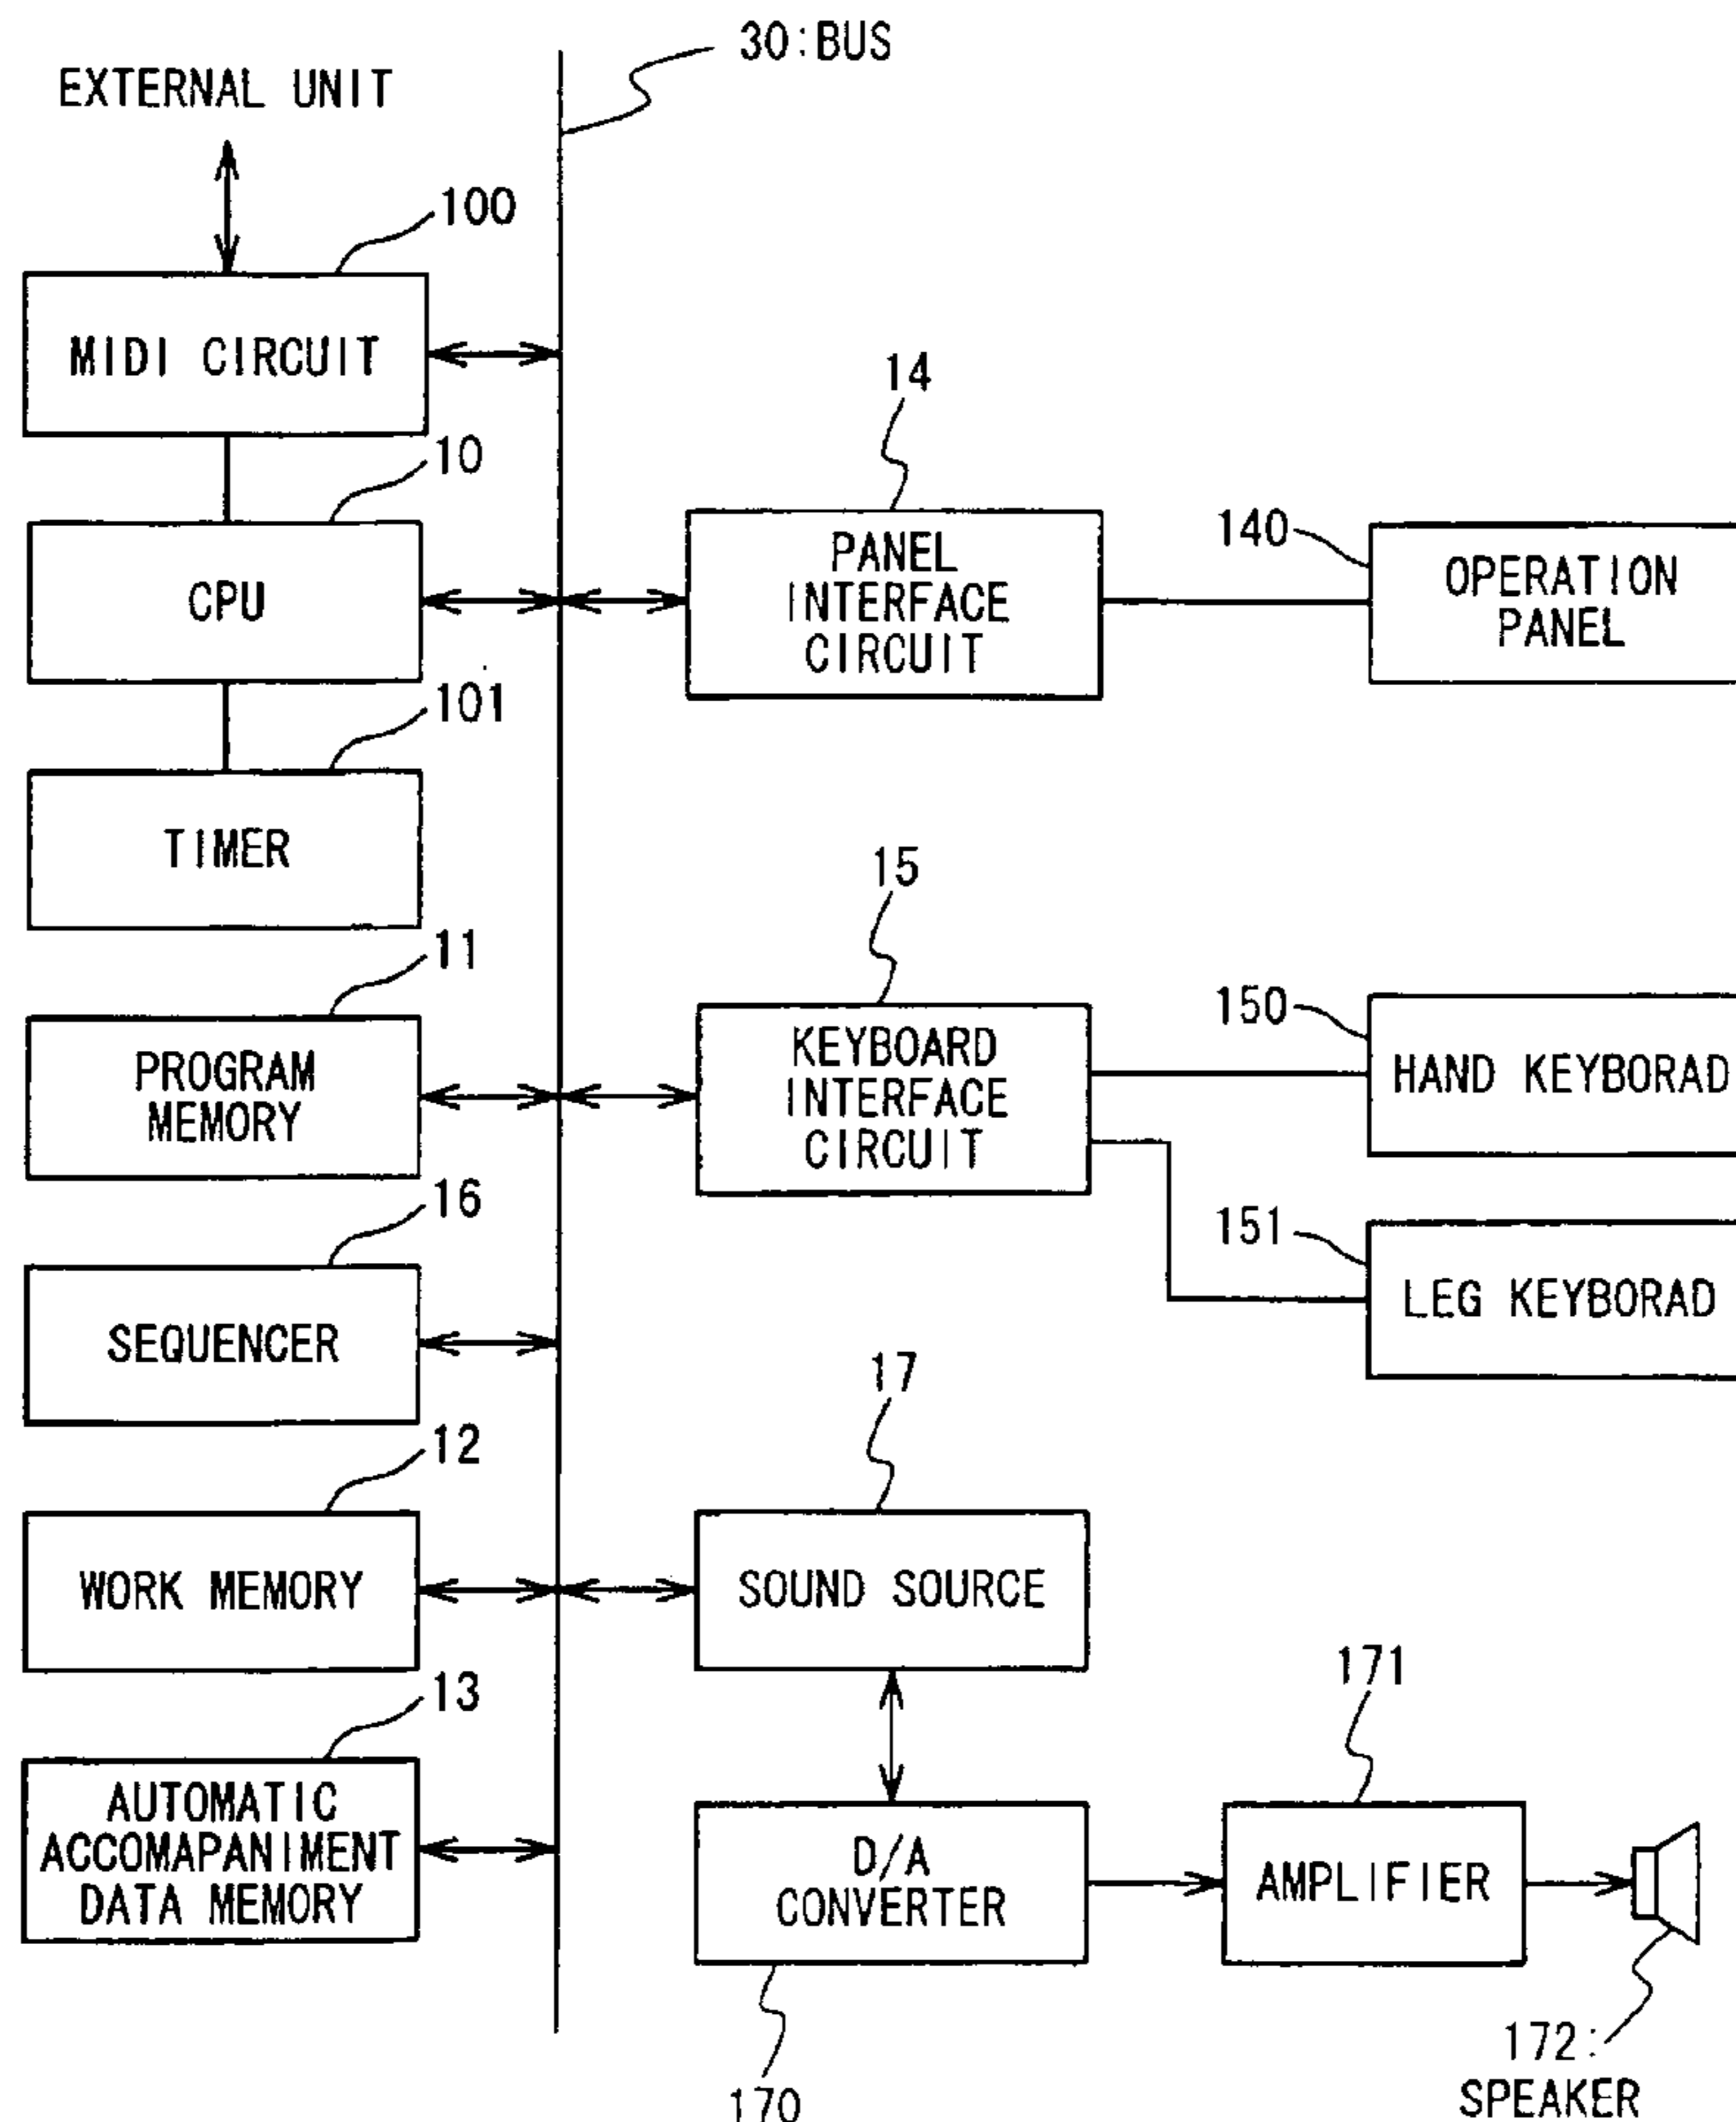 30:BUS
EXTERNAL UNIT
100
MIDI CIRCUIT
10
CPU
101
TIMER
11
PROGRAM
MEMORY
16
SEQUENCER
12
WORK MEMORY
13
AUTOMATIC
ACCOMAPANIMENT
DATA MEMORY
14
PANEL
INTERFACE
CIRCUIT
140
OPERATION
PANEL
15
KEYBOARD
INTERFACE
CIRCUIT
150
HAND KEYBORAD
151
LEG KEYBORAD
17
SOUND SOURCE
D/A
CONVERTER
170
171
AMPLIFIER
172:
SPEAKER